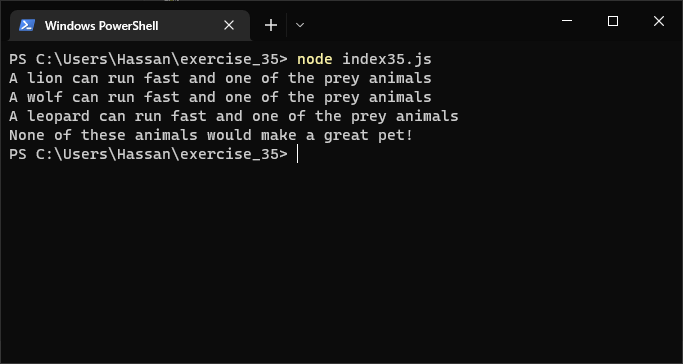 Windows PowerShell
PS C:\Users\Hassan\exercise_35> node index35.js
A lion can run fast and one of the prey animals
A wolf can run fast and one of the prey animals
A leopard can run fast and one of the prey animals
None of these animals would make a great pet!
PS C:\Users\Hassan\exercise_35>